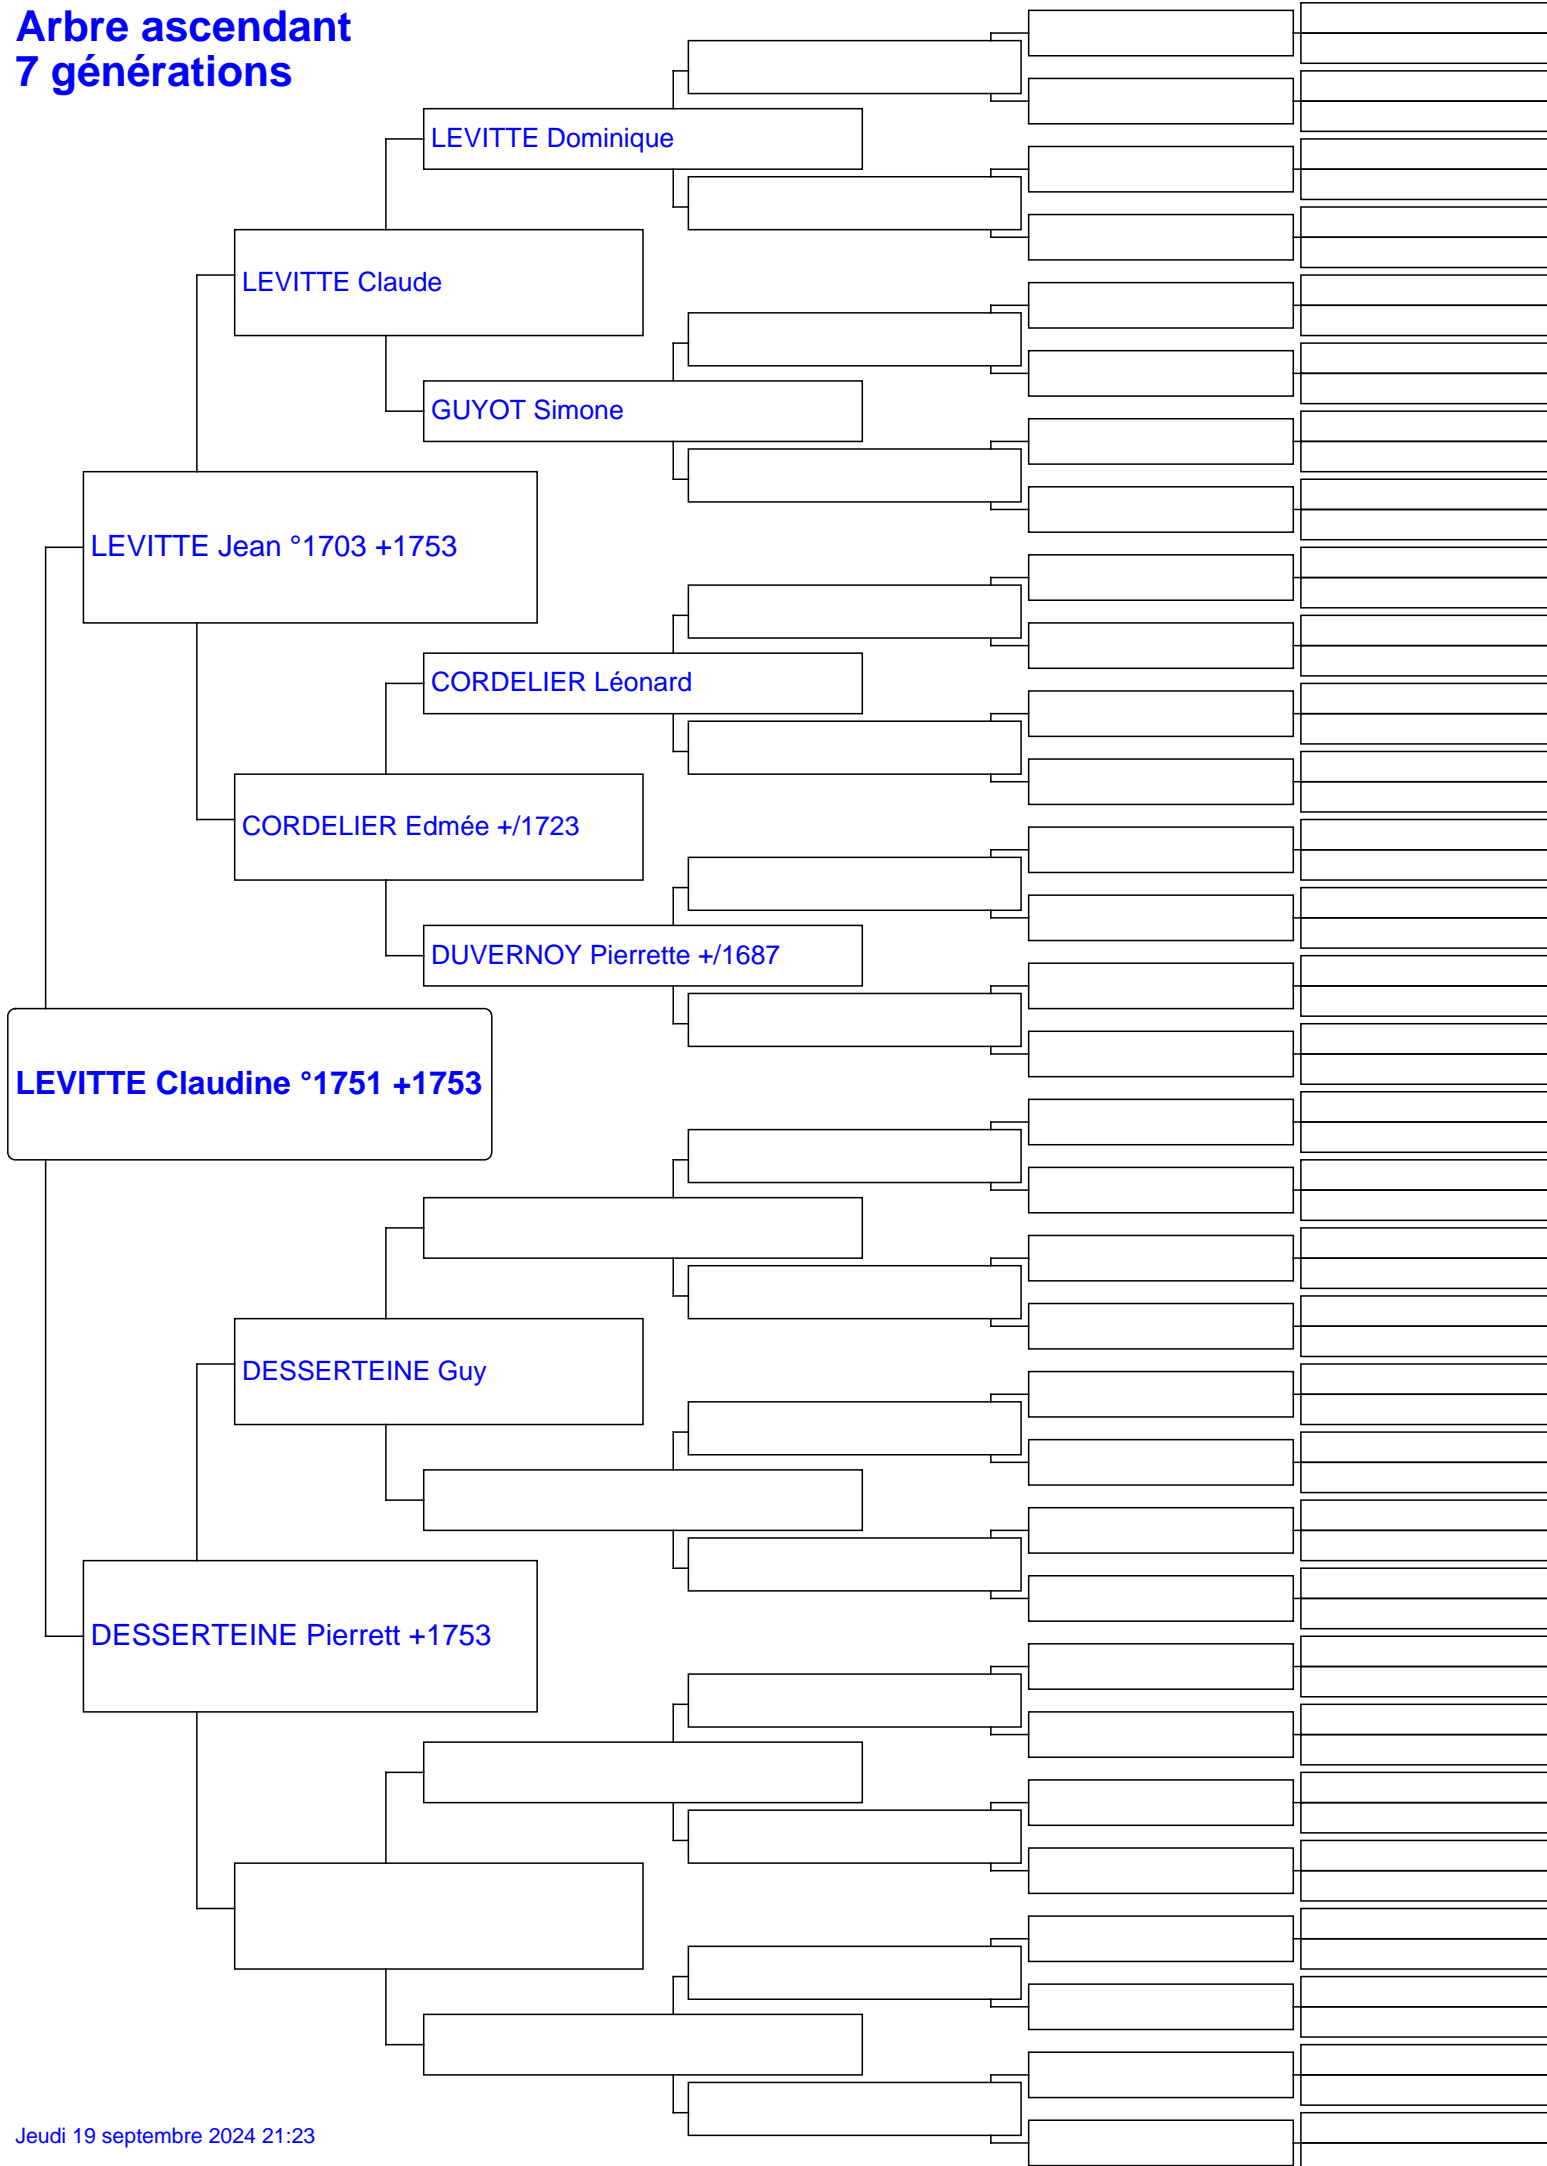 Arbre ascendant
7 générations
LEVITTE Dominique
LEVITTE Claude
GUYOT Simone
LEVITTE Jean °1703 +1753
CORDELIER Léonard
CORDELIER Edmée +/1723
DUVERNOY Pierrette +/1687
LEVITTE Claudine °1751 +1753
DESSERTEINE Guy
DESSERTEINE Pierrett +1753
Jeudi 19 septembre 2024 21:23